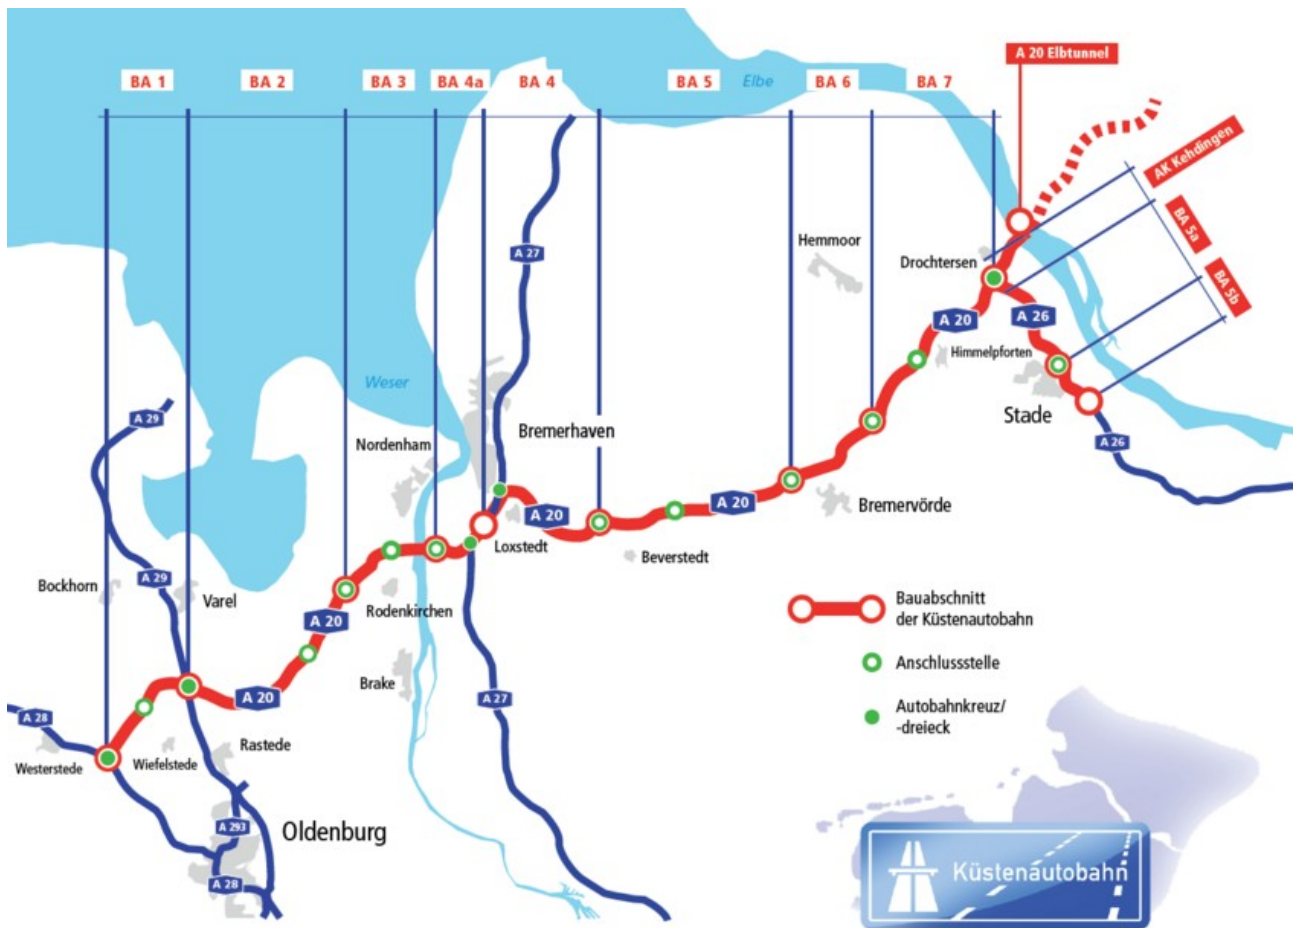 BA 1
BA 2
BA 3
BA 4a
BA 4
BA 5
Elbe
BA 6
BA 7
A 20 Elbtunnel
AK Kehdingen
BA 5a
BA 5b
A 27
Hemmoor
Drochtersen
A 20
A 26
Himmelpforten
Stade
A 26
Weser
A 29
Nordenham
Bremerhaven
A 20
A 20
Bremervörde
Loxstedt
Beverstedt
Bockhorn
A 29
Varel
A 20
Rodenkirchen
Brake
A 20
A 27
A 28
Westerstede
Wiefelstede
Rastede
A 293
Oldenburg
A 28
Bauabschnitt
der Küstenautobahn
Anschlussstelle
Autobahnkreuz/
-dreieck
Küstenautobahn